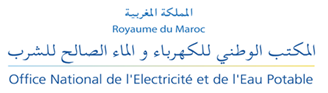 المملكة المغربية
Royaume du Maroc
المكتب الوطني للكهرباء و الماء الصالح للشرب
Office National de l'Electricité et de l'Eau Potable